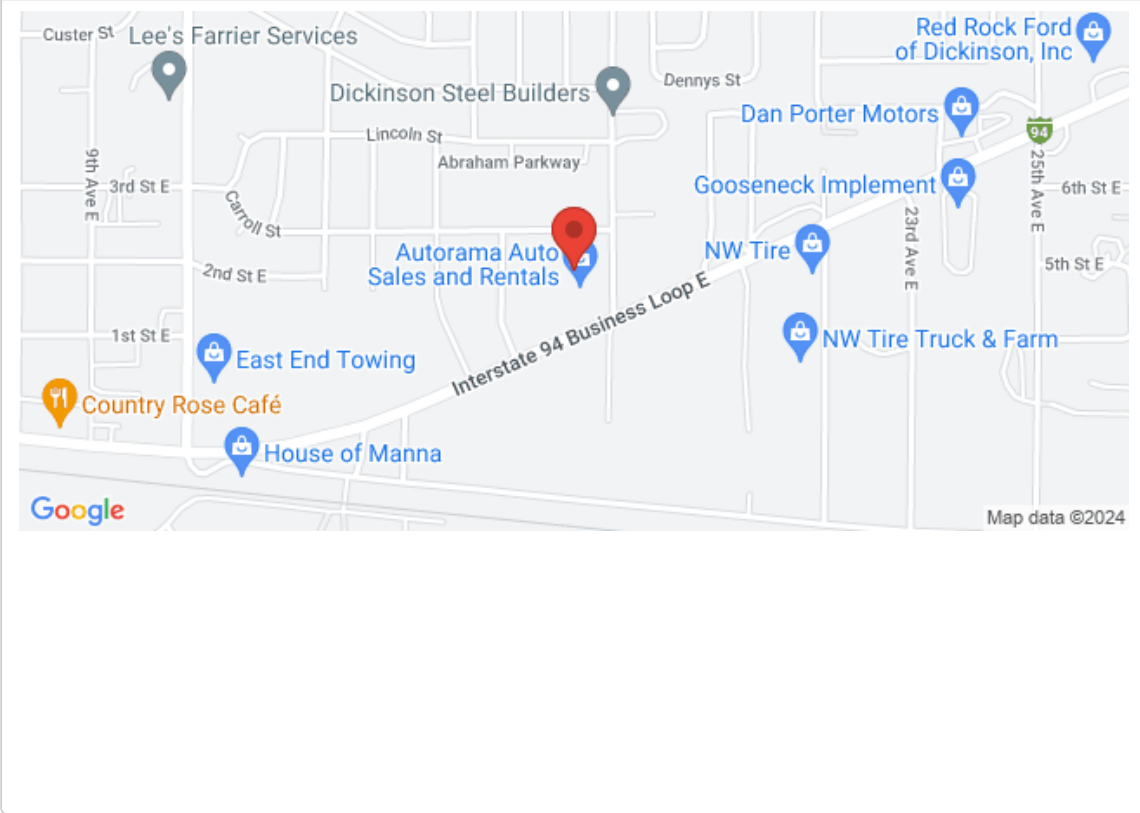 Custer St
Lee's Farrier Services
Red Rock Ford
of Dickinson, Inc
Dickinson Steel Builders
Dennys St
Dan Porter Motors
94
Lincoln St
Abraham Parkway
9th Ave E
3rd St E
25th Ave E
6th St E
Gooseneck Implement
Carroll St
23rd Ave E
Autorama Auto
Sales and Rentals
NW Tire
2nd St E
5th St E
Interstate 94 Business Loop E
1st St E
East End Towing
NW Tire Truck & Farm
Country Rose Café
House of Manna
Google
Map data ©2024